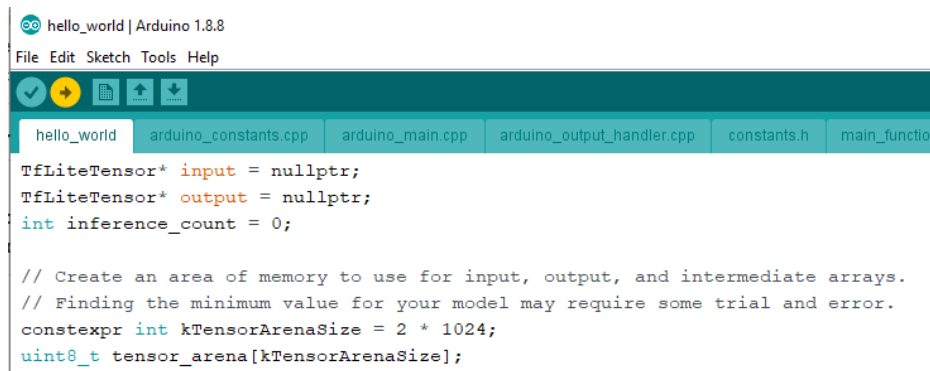 hello_world | Arduino 1.8.8
File Edit Sketch Tools Help
hello_world arduino_constants.cpp arduino_main.cpp arduino_output_handler.cpp constants.h main_functio
TfLiteTensor* input = nullptr;
TfLiteTensor* output = nullptr;
int inference_count = 0;
// Create an area of memory to use for input, output, and intermediate arrays.
// Finding the minimum value for your model may require some trial and error.
constexpr int kTensorArenaSize = 2 * 1024;
uint8_t tensor_arena[kTensorArenaSize];